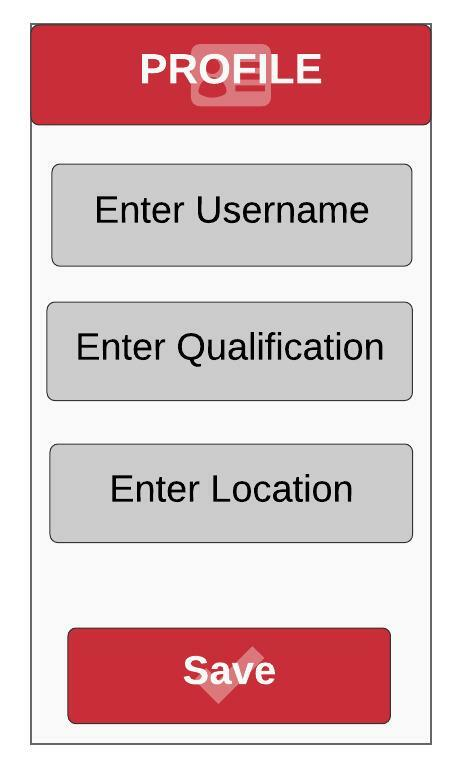 PROFILE
Enter Username
Enter Qualification
Enter Location
Save